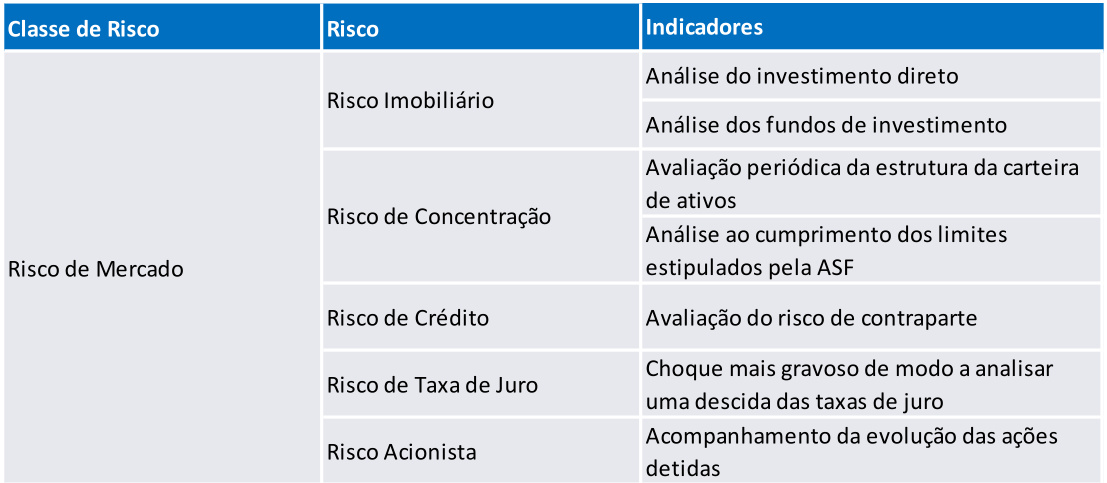 Classe de Risco
Risco
Indicadores
Risco de Mercado
Risco Imobiliário
Análise do investimento direto
Análise dos fundos de investimento
Risco de Concentração
Avaliação periódica da estrutura da carteira
de ativos
Análise ao cumprimento dos limites
estipulados pela ASF
Risco de Crédito
Avaliação do risco de contraparte
Risco de Taxa de Juro
Choque mais gravoso de modo a analisar
uma descida das taxas de juro
Risco Acionista
Acompanhamento da evolução das ações
detidas